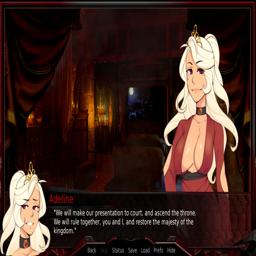 Adeline
"We will make our presentation to court, and ascend the throne.
We will rule together, you and I, and restore the majesty of the
kingdom."
Back Status Save Load Prefs Hide